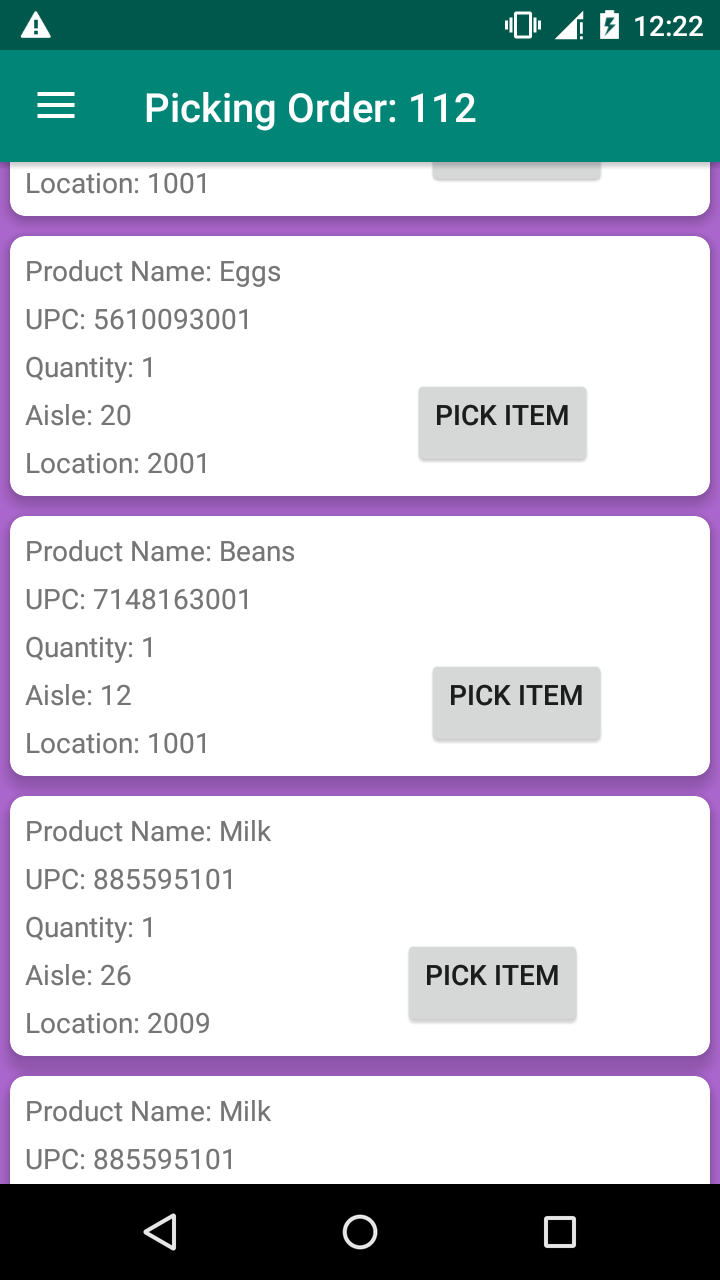 12:22
Picking Order: 112
Location: 1001
Product Name: Eggs
UPC: 5610093001
Quantity: 1
Aisle: 20
PICK ITEM
Location: 2001
Product Name: Beans
UPC: 7148163001
Quantity: 1
Aisle: 12
PICK ITEM
Location: 1001
Product Name: Milk
UPC: 885595101
Quantity: 1
Aisle: 26
PICK ITEM
Location: 2009
Product Name: Milk
UPC: 885595101